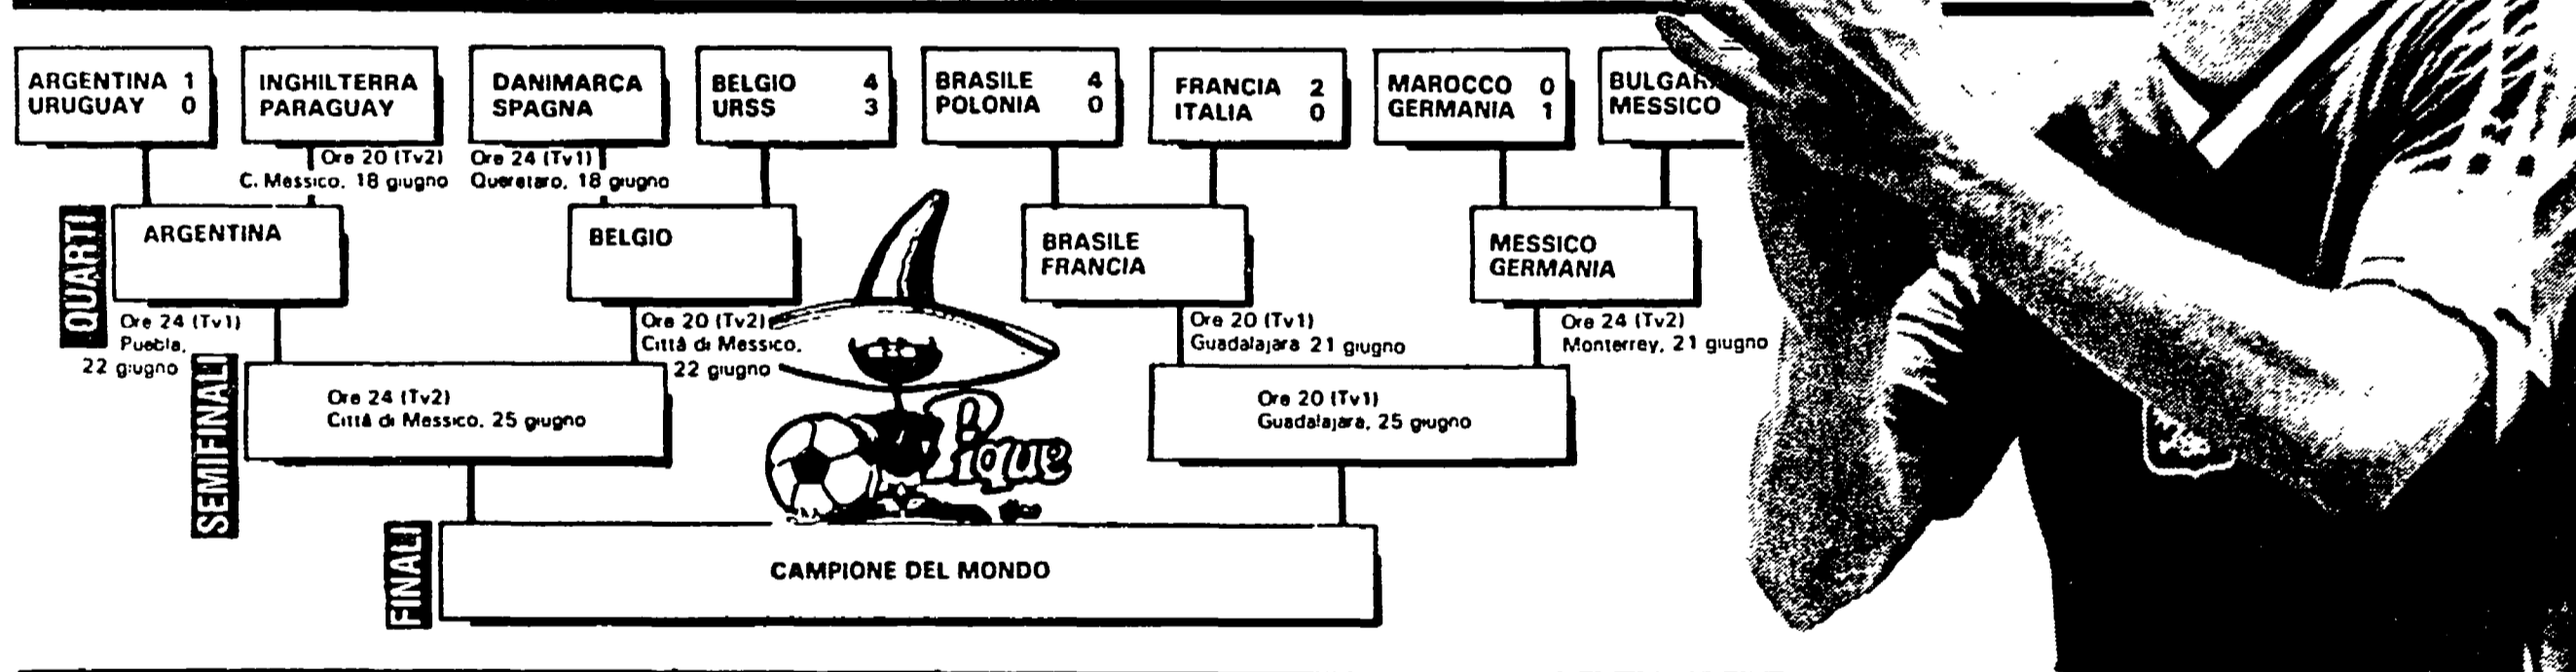 ARGENTINA 1
URUGUAY 0
INGHILTERRA
PARAGUAY
DANIMARCA
SPAGNA
BELGIO 4
URSS 3
BRASILE 4
POLONIA 0
FRANCIA 2
ITALIA 0
MAROCCO 0
GERMANIA 1
BULGAR
MESSICO
Ore 20 (Tv2)
C. Messico, 18 giugno
Ore 24 (Tv1)
Queretaro, 18 giugno
QUARTI
ARGENTINA
BELGIO
BRASILE
FRANCIA
MESSICO
GERMANIA
Ore 24 (Tv1)
Puebla,
22 giugno
Ore 20 (Tv2)
Città di Messico,
22 giugno
Ore 20 (Tv1)
Guadalajara 21 giugno
Ore 24 (Tv2)
Monterrey, 21 giugno
SEMIFINALI
Ore 24 (Tv2)
Città di Messico, 25 giugno
Ore 20 (Tv1)
Guadalajara, 25 giugno
Pique
FINALI
CAMPIONE DEL MONDO